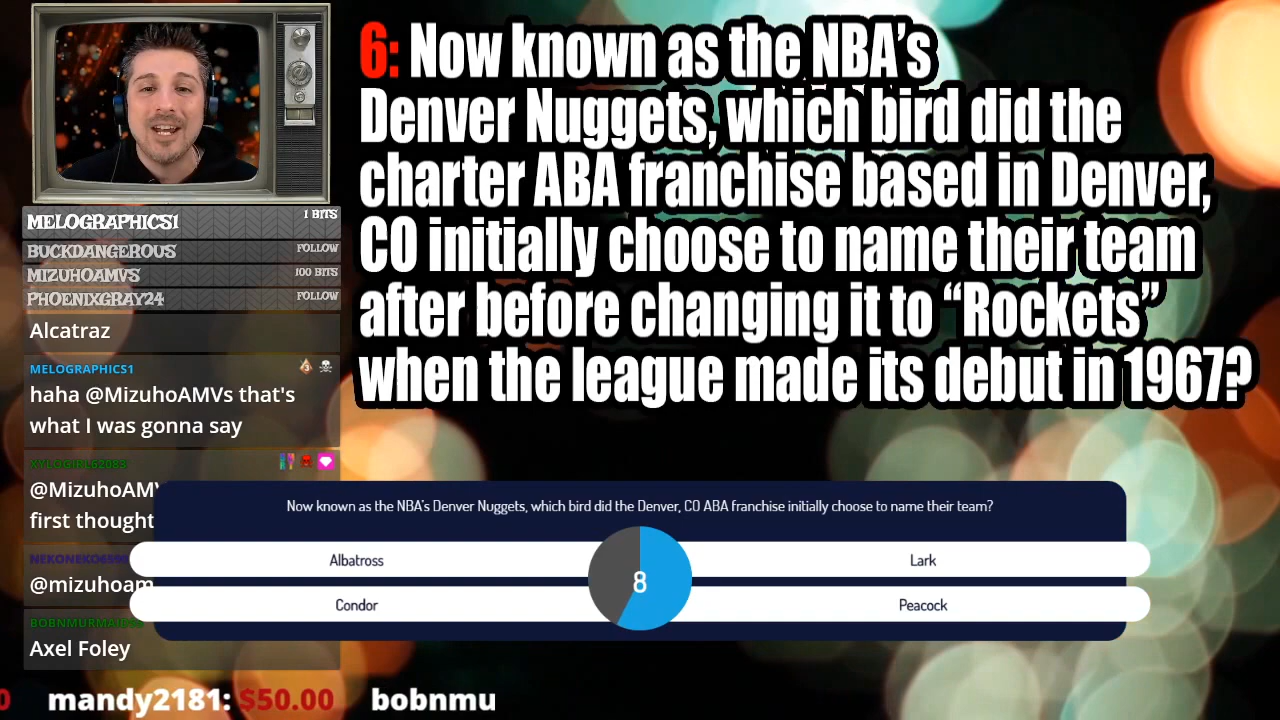 6: Now known as the NBA’s
Denver Nuggets, which bird did the
charter ABA franchise based in Denver,
CO initially choose to name their team
after before changing it to “Rockets”
when the league made its debut in 1967?
MELOGRAPHICS1 1 BITS
BUCKDANGEROUS FOLLOW
MIZUHOAMVS 100 BITS
PHOENIXGRAY24 FOLLOW
Alcatraz
MELOGRAPHICS1
haha @MizuhoAMVs that's
what I was gonna say
@MizuhoAMV
first thought
@mizuhoam
Axel Foley
Now known as the NBA's Denver Nuggets, which bird did the Denver, CO ABA franchise initially choose to name their team?
Albatross
Lark
8
Condor
Peacock
0 mandy2181: $50.00 bobnmu